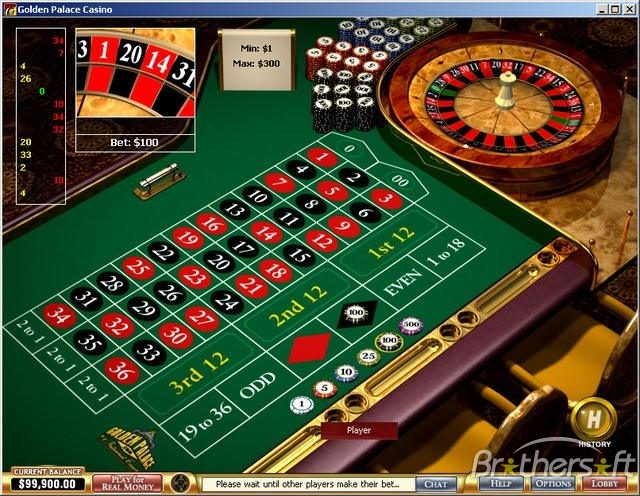 Golden Palace Casino
34
7
4
26
0
34
32
20
33
2
4
3 1 20 14 31
Bet: $100
Min: $1
Max: $300
0
00
1 2 3
4 5 6
7 8 9
10 11 12
13 14 15
16 17 18
19 20 21
22 23 24
25 26 27
28 29 30
31 32 33
34 35 36
2 to 1
2 to 1
2 to 1
1st 12
2nd 12
3rd 12
1 to 18
EVEN
ODD
19 to 36
100
1
5
10
25
100
500
Player
H
HISTORY
GOLDEN PALACE
CURRENT BALANCE
$99,900.00
PLAY for
REAL MONEY
Please wait until other players make their bet..
CHAT
HELP
OPTIONS
LOBBY
Brothersoft